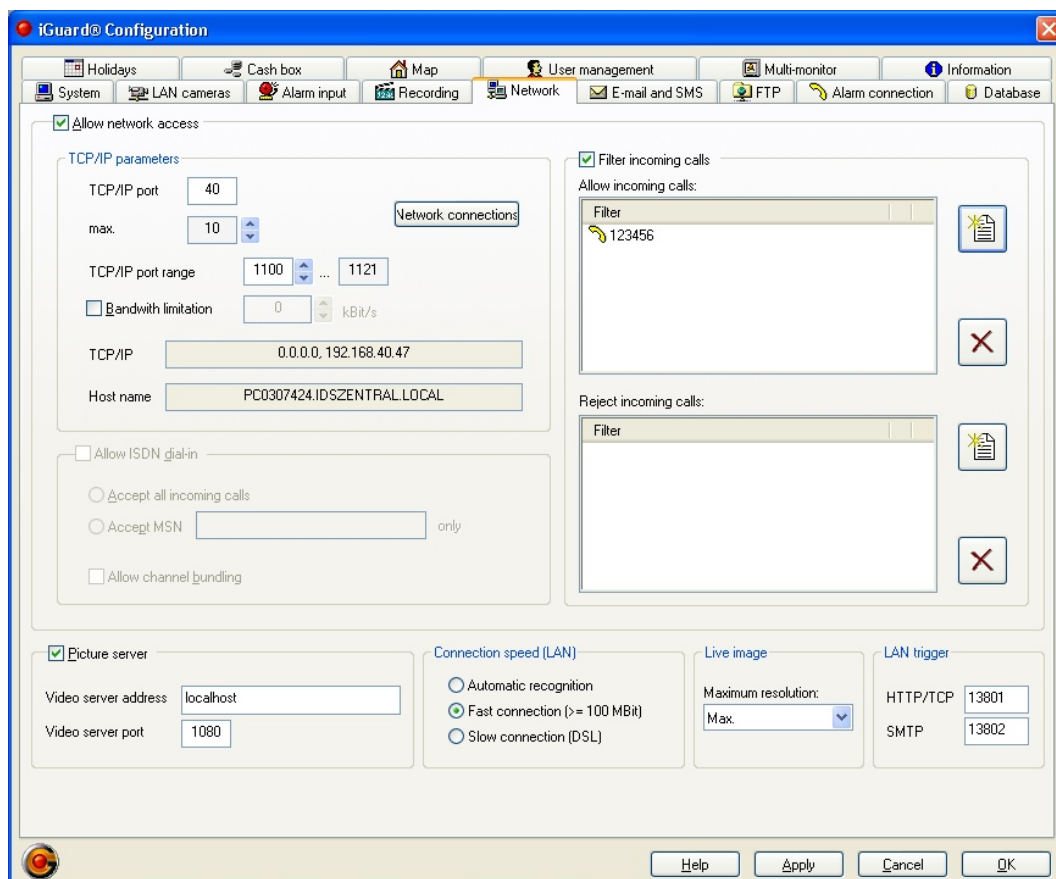 iGuard® Configuration
Holidays
Cash box
Map
User management
Multi-monitor
Information
System
LAN cameras
Alarm input
Recording
Network
E-mail and SMS
FTP
Alarm connection
Database
Allow network access
TCP/IP parameters
TCP/IP port 40
max. 10
Network connections
TCP/IP port range 1100 ... 1121
Bandwith limitation 0 kBit/s
TCP/IP 0.0.0.0, 192.168.40.47
Host name PC0307424.IDSZENTRAL.LOCAL
Allow ISDN dial-in
Accept all incoming calls
Accept MSN only
Allow channel bundling
Filter incoming calls
Allow incoming calls:
Filter
123456
Reject incoming calls:
Filter
Picture server
Video server address localhost
Video server port 1080
Connection speed (LAN)
Automatic recognition
Fast connection (>= 100 MBit)
Slow connection (DSL)
Live image
Maximum resolution:
Max.
LAN trigger
HTTP/TCP 13801
SMTP 13802
Help
Apply
Cancel
OK